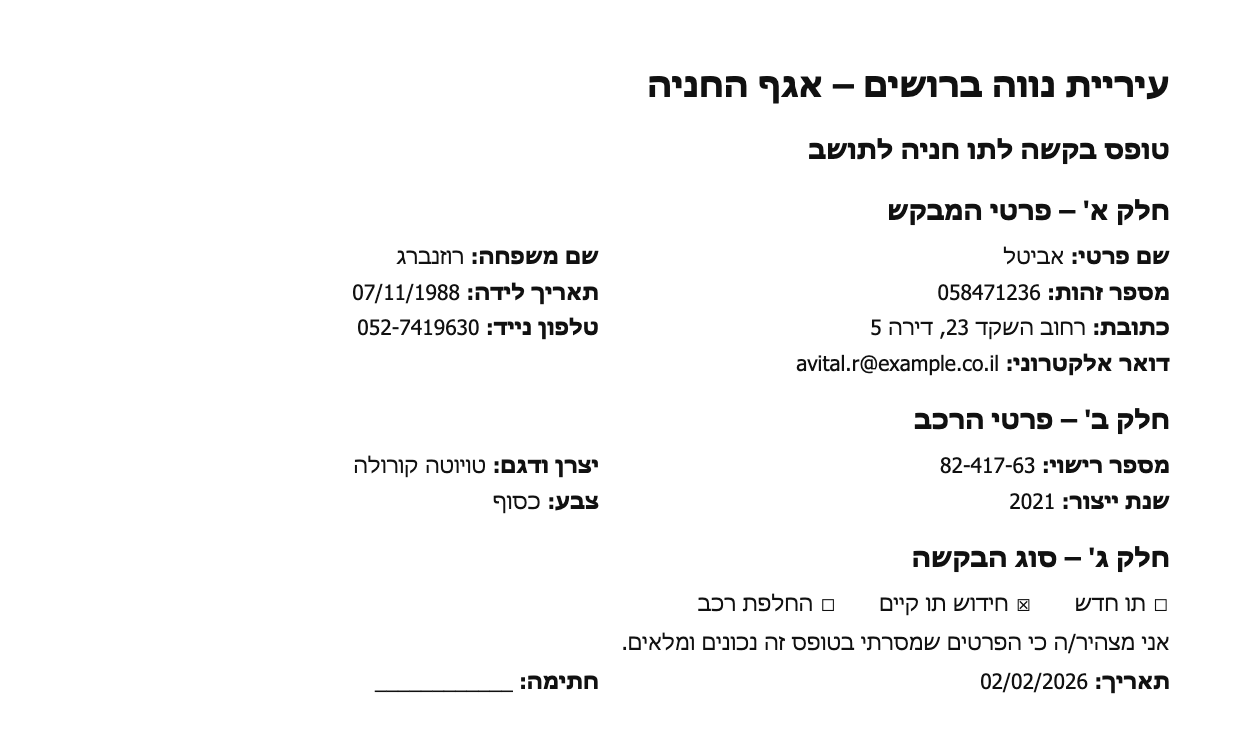 עיריית נווה ברושים – אגף החניה
טופס בקשה לתו חניה לתושב
חלק א' – פרטי המבקש
שם פרטי: אביטל שם משפחה: רוזנברג
מספר זהות: 058471236 תאריך לידה: 07/11/1988
כתובת: רחוב השקד 23, דירה 5 טלפון נייד: 052-7419630
דואר אלקטרוני: avital.r@example.co.il
חלק ב' – פרטי הרכב
מספר רישוי: 82-417-63 יצרן ודגם: טויוטה קורולה
שנת ייצור: 2021 צבע: כסוף
חלק ג' – סוג הבקשה
☐ תו חדש ☒ חידוש תו קיים ☐ החלפת רכב
אני מצהיר/ה כי הפרטים שמסרתי בטופס זה נכונים ומלאים.
תאריך: 02/02/2026 חתימה: ____________